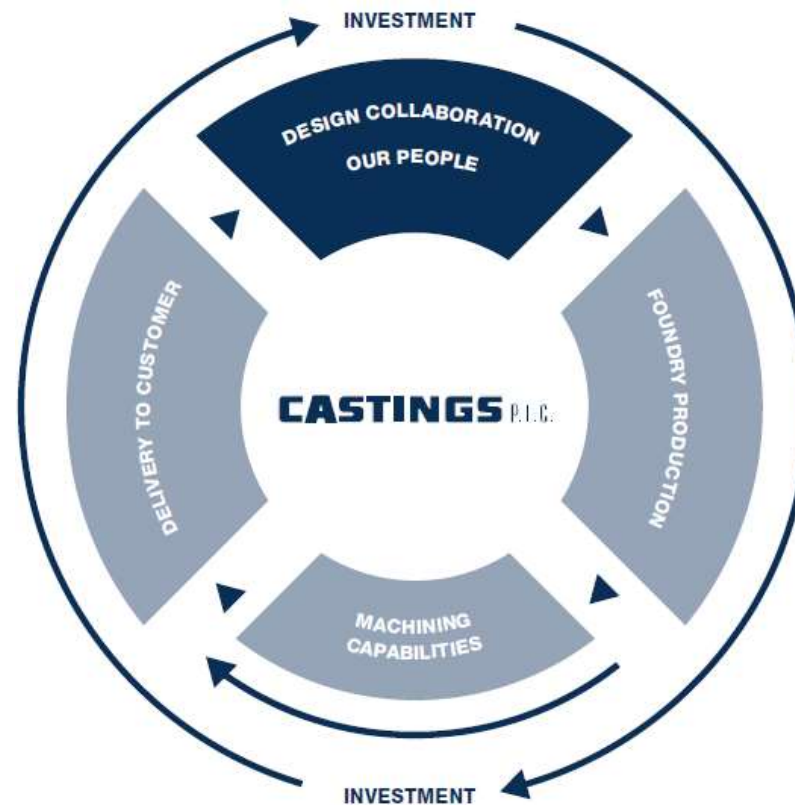 INVESTMENT
DESIGN COLLABORATION
OUR PEOPLE
FOUNDRY PRODUCTION
DELIVERY TO CUSTOMER
CASTINGS P.L.C.
MACHINING
CAPABILITIES
INVESTMENT